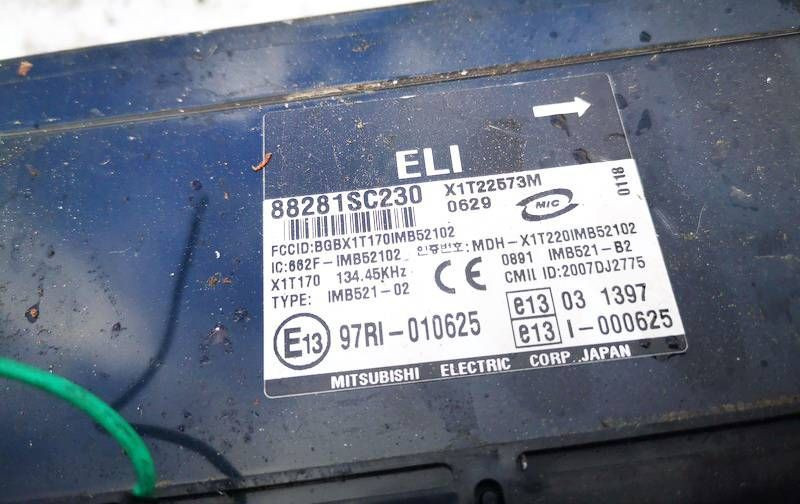 ELI
88281SC230 X1T22573M
0629 MIC 0118
FCCID:BGBX1T170IMB52102
인증번호: MDH-X1T220IMB52102
IC:662F-IMB52102
0891 IMB521-B2
X1T170 134.45KHz CE
CMIL ID:2007DJ2775
TYPE: IMB521-02
e13 03 1397
E13 97RI-010625
e13 I-000625
MITSUBISHI ELECTRIC CORP. JAPAN